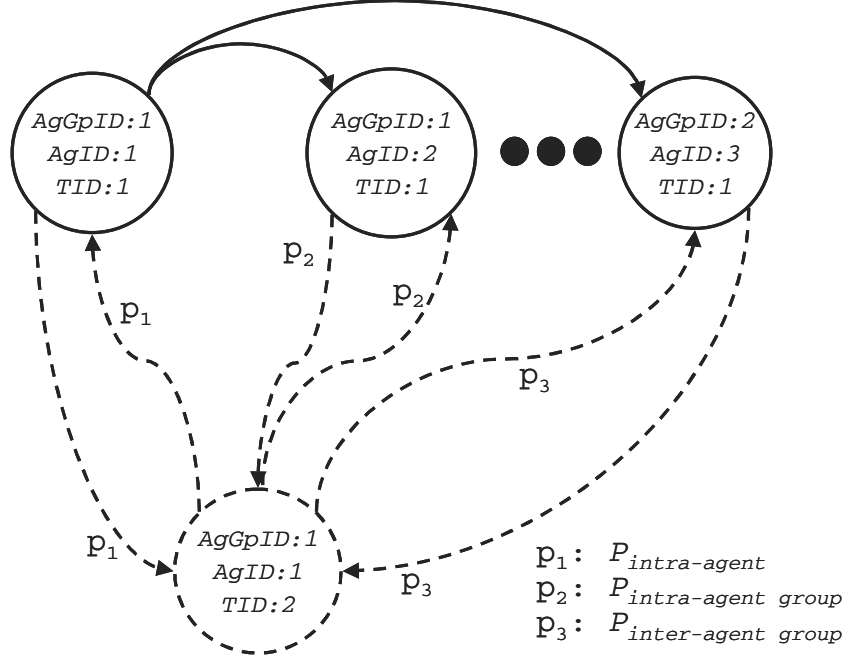 AgGpID:1
AgID:1
TID:1
AgGpID:1
AgID:2
TID:1
AgGpID:2
AgID:3
TID:1
p2
p2
p1
p3
p1
p3
AgGpID:1
AgID:1
TID:2
p1: Pintra-agent
p2: Pintra-agent group
p3: Pinter-agent group